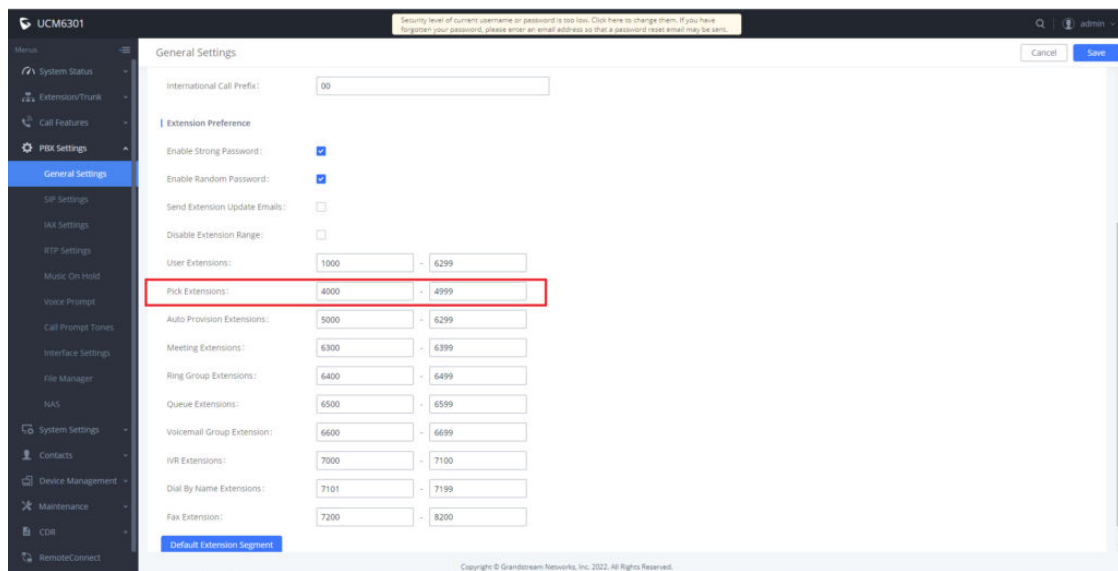 UCM6301
Security level of current username or password is too low. Click here to change them. If you have
forgotten your password, please enter an email address so that a password reset email may be sent.
admin
Menus
General Settings
Cancel
Save
System Status
Extension/Trunk
Call Features
PBX Settings
General Settings
SIP Settings
IAX Settings
RTP Settings
Music On Hold
Voice Prompt
Call Prompt Tones
Interface Settings
File Manager
NAS
System Settings
Contacts
Device Management
Maintenance
CDR
RemoteConnect
International Call Prefix: 00
Extension Preference
Enable Strong Password:
Enable Random Password:
Send Extension Update Emails:
Disable Extension Range:
User Extensions: 1000 - 6299
Pick Extensions: 4000 - 4999
Auto Provision Extensions: 5000 - 6299
Meeting Extensions: 6300 - 6399
Ring Group Extensions: 6400 - 6499
Queue Extensions: 6500 - 6599
Voicemail Group Extension: 6600 - 6699
IVR Extensions: 7000 - 7100
Dial By Name Extensions: 7101 - 7199
Fax Extension: 7200 - 8200
Default Extension Segment
Copyright © Grandstream Networks, Inc. 2022. All Rights Reserved.